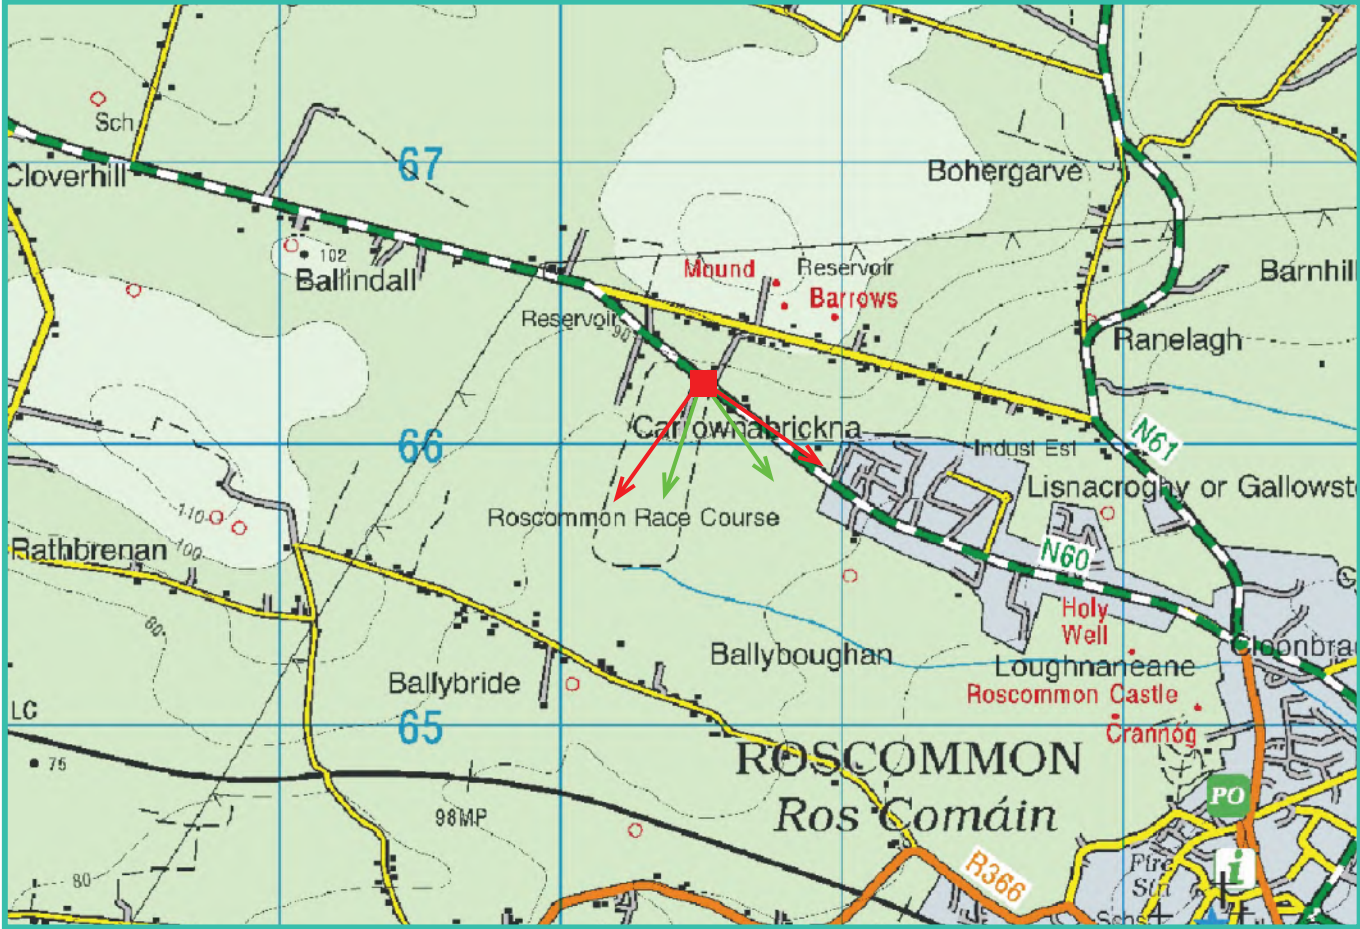 Sch
67
Cloverhill
Bohergarve
102
Ballindall
Mound
Reservoir
Barnhill
Barrows
Reservoir
90
Ranelagh
Carrownabrickna
66
Indust Est
N61
Lisnacroghy or Gallowst
110
Roscommon Race Course
Rathbrenan
100
N60
Holy
Well
80
Ballyboughan
Cloonbrac
Loughnaneane
Ballybride
Roscommon Castle
LC
65
Crannóg
ROSCOMMON
75
PO
Ros Comáin
98MP
80
R366
Fire
Stn
i
Schs